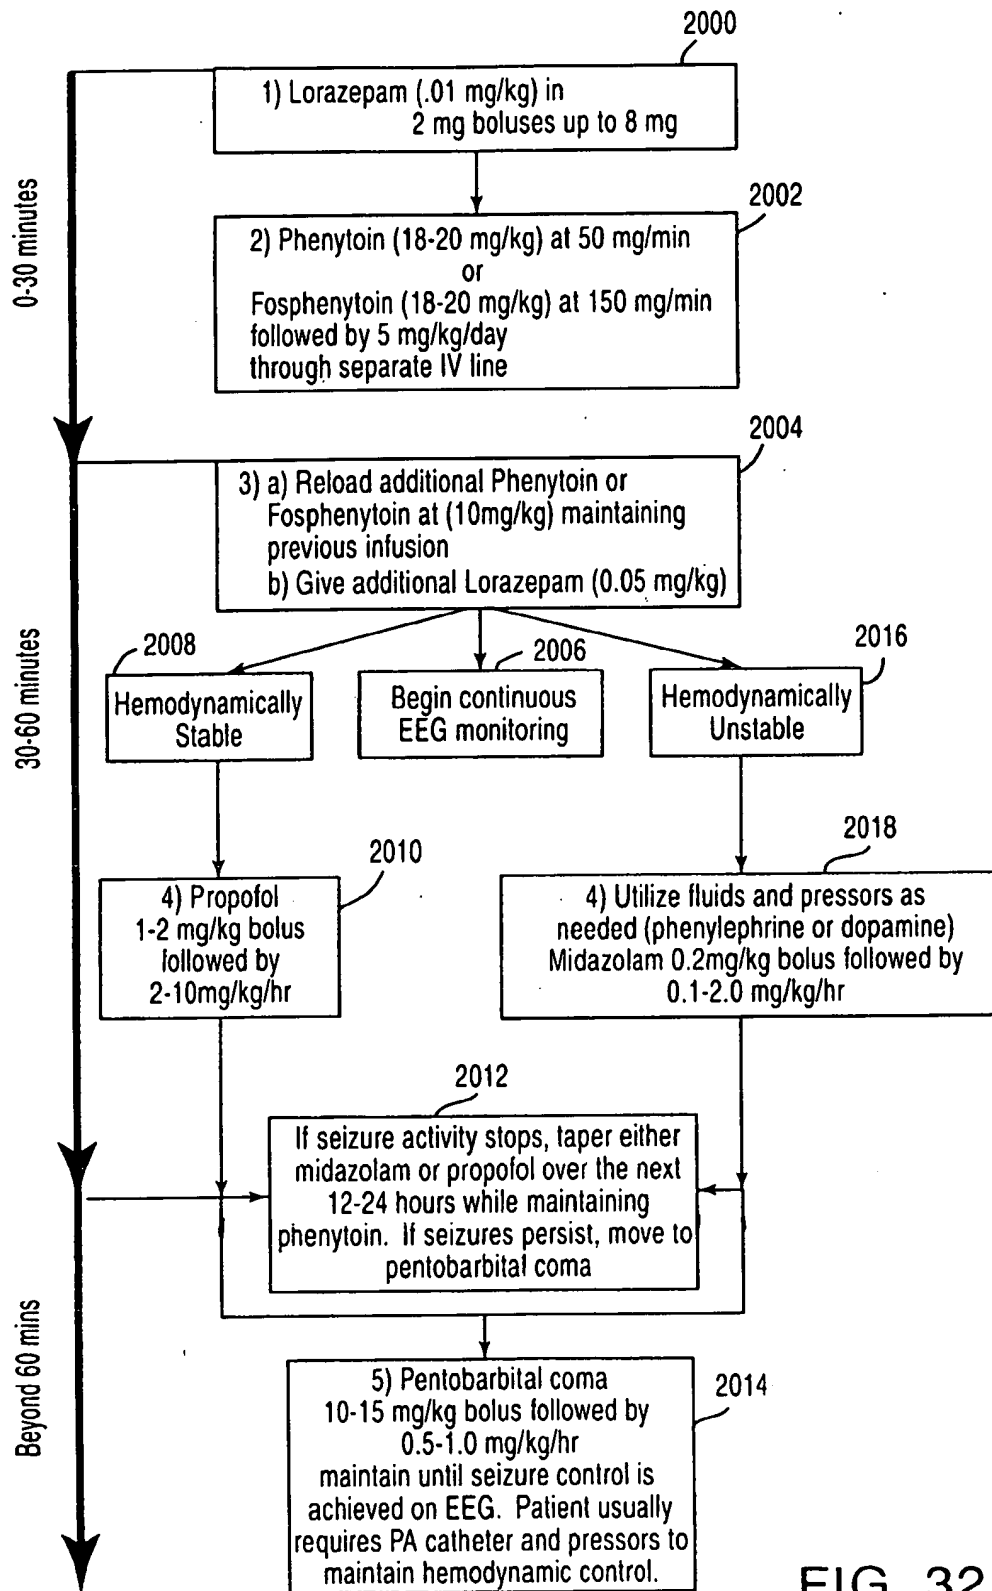 2000
1) Lorazepam (.01 mg/kg) in
2 mg boluses up to 8 mg
2002
2) Phenytoin (18-20 mg/kg) at 50 mg/min
or
Fosphenytoin (18-20 mg/kg) at 150 mg/min
followed by 5 mg/kg/day
through separate IV line
0-30 minutes
2004
3) a) Reload additional Phenytoin or
Fosphenytoin at (10mg/kg) maintaining
previous infusion
b) Give additional Lorazepam (0.05 mg/kg)
30-60 minutes
2008
Hemodynamically
Stable
2006
Begin continuous
EEG monitoring
2016
Hemodynamically
Unstable
2010
4) Propofol
1-2 mg/kg bolus
followed by
2-10mg/kg/hr
2018
4) Utilize fluids and pressors as
needed (phenylephrine or dopamine)
Midazolam 0.2mg/kg bolus followed by
0.1-2.0 mg/kg/hr
2012
If seizure activity stops, taper either
midazolam or propofol over the next
12-24 hours while maintaining
phenytoin. If seizures persist, move to
pentobarbital coma
Beyond 60 mins
2014
5) Pentobarbital coma
10-15 mg/kg bolus followed by
0.5-1.0 mg/kg/hr
maintain until seizure control is
achieved on EEG. Patient usually
requires PA catheter and pressors to
maintain hemodynamic control.
FIG. 32